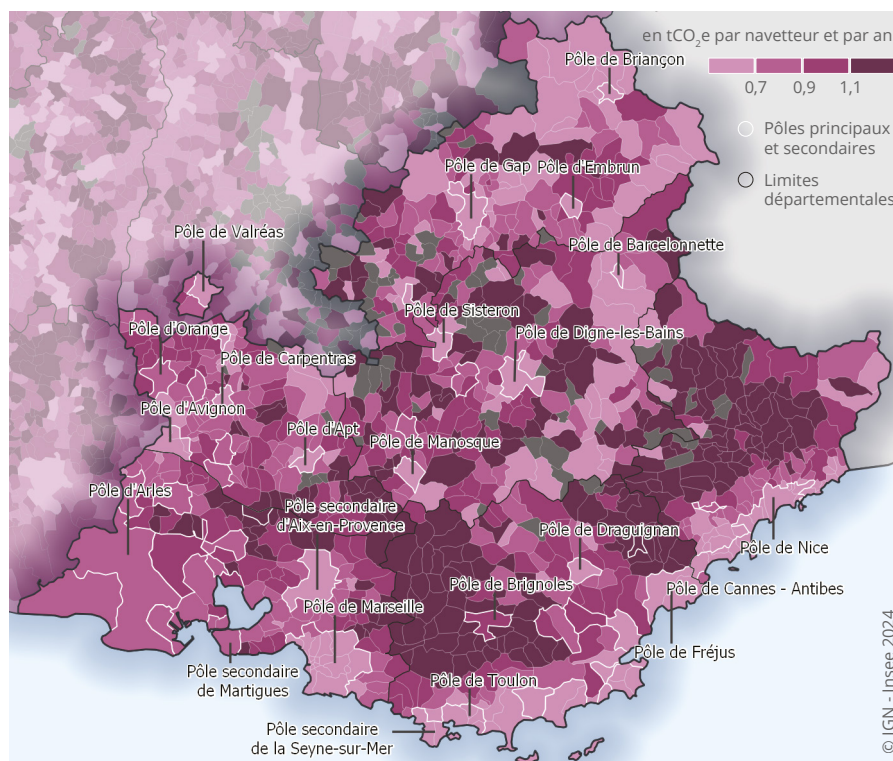 en tCO₂e par navetteur et par an
0,7 0,9 1,1
Pôles principaux
et secondaires
Limites
départementales
Pôle de Briançon
Pôle de Gap
Pôle d'Embrun
Pôle de Valréas
Pôle de Barcelonnette
Pôle de Sisteron
Pôle d'Orange
Pôle de Digne-les-Bains
Pôle de Carpentras
Pôle d'Avignon
Pôle d'Apt
Pôle de Manosque
Pôle d'Arles
Pôle secondaire
d'Aix-en-Provence
Pôle de Draguignan
Pôle de Nice
Pôle de Brignoles
Pôle de Cannes - Antibes
Pôle de Marseille
Pôle de Fréjus
Pôle secondaire
de Martigues
Pôle de Toulon
Pôle secondaire
de la Seyne-sur-Mer
© IGN - Insee 2024